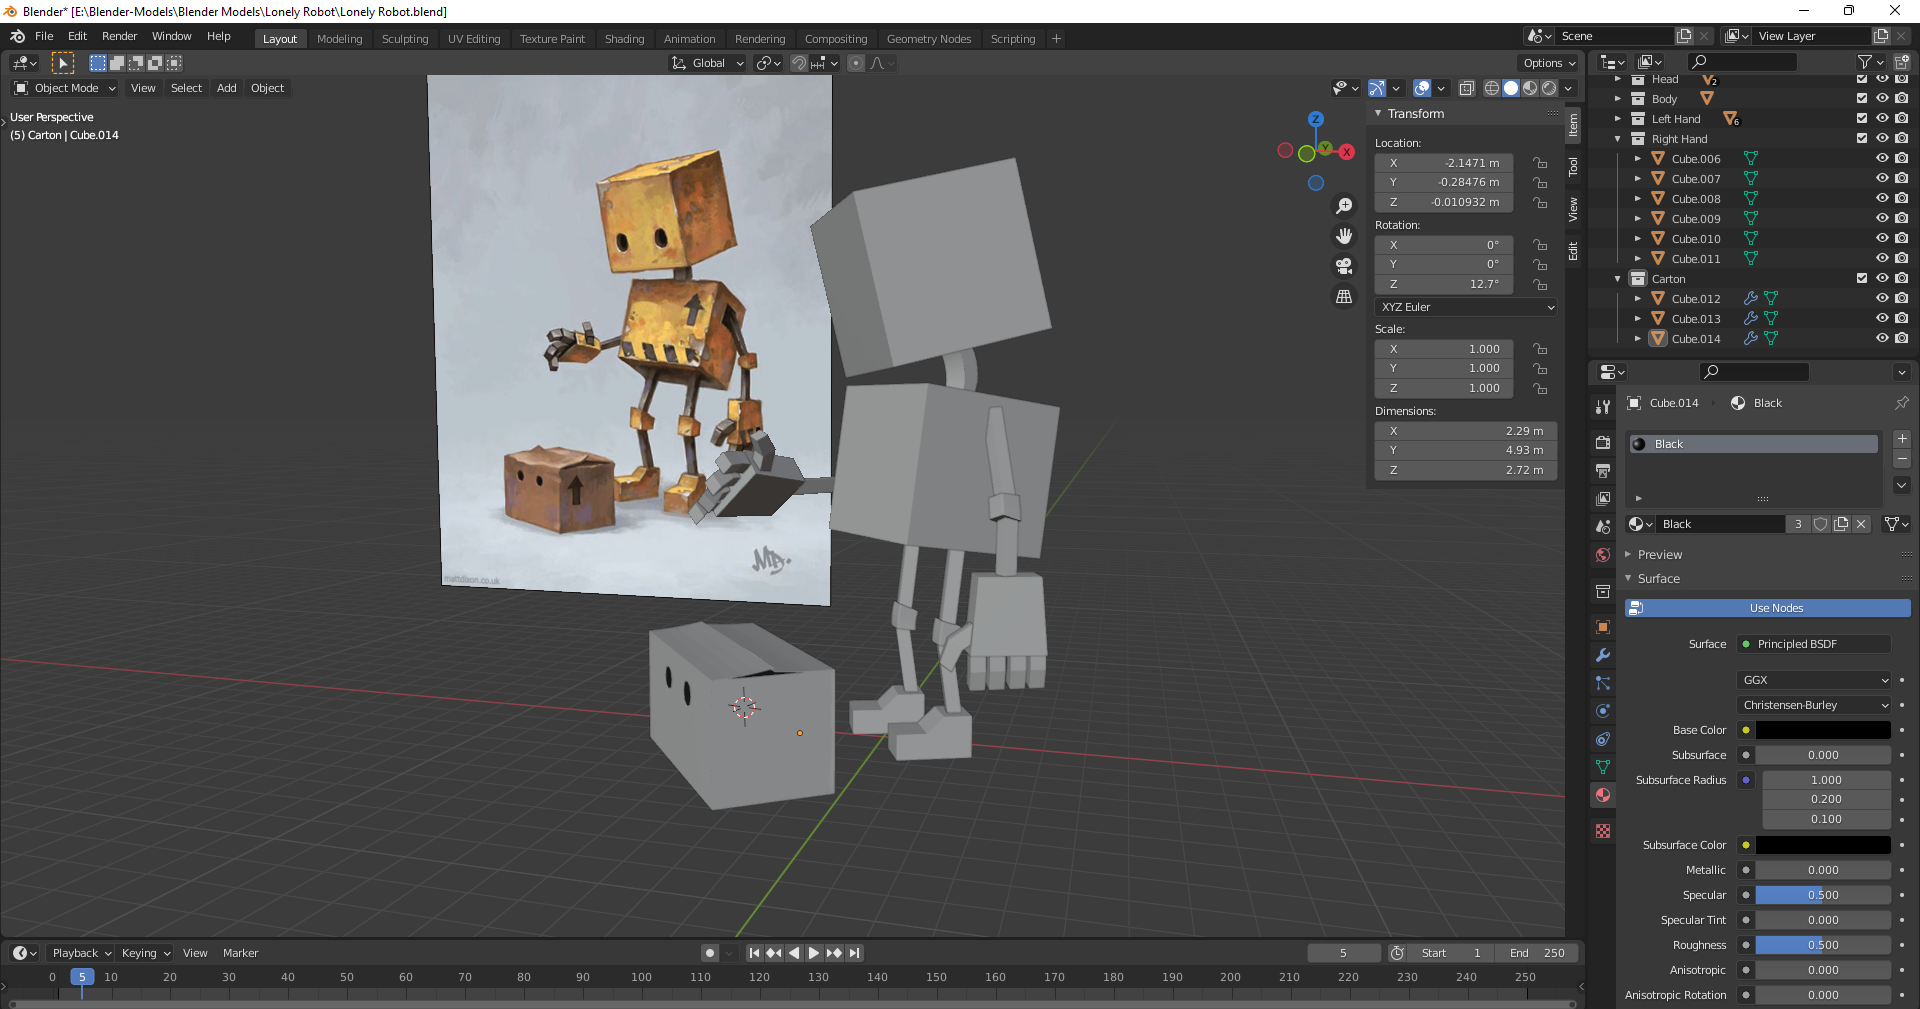 Blender* [E:\Blender-Models\Blender Models\Lonely Robot\Lonely Robot.blend]
File Edit Render Window Help Layout Modeling Sculpting UV Editing Texture Paint Shading Animation Rendering Compositing Geometry Nodes Scripting + Scene View Layer
Global Options
Object Mode View Select Add Object
User Perspective
(5) Carton | Cube.014
Z
Y
X
MD.
mattdixon.co.uk
Transform
Location:
X -2.1471 m
Y -0.28476 m
Z -0.010932 m
Rotation:
X 0°
Y 0°
Z 12.7°
XYZ Euler
Scale:
X 1.000
Y 1.000
Z 1.000
Dimensions:
X 2.29 m
Y 4.93 m
Z 2.72 m
Item
Tool
View
Edit
Head 2
Body
Left Hand 6
Right Hand
Cube.006
Cube.007
Cube.008
Cube.009
Cube.010
Cube.011
Carton
Cube.012
Cube.013
Cube.014
Cube.014 Black
Black
Black 3
Preview
Surface
Use Nodes
Surface Principled BSDF
GGX
Christensen-Burley
Base Color
Subsurface 0.000
Subsurface Radius 1.000
0.200
0.100
Subsurface Color
Metallic 0.000
Specular 0.500
Specular Tint 0.000
Roughness 0.500
Anisotropic 0.000
Anisotropic Rotation 0.000
Playback Keying View Marker 5 Start 1 End 250
0 5 10 20 30 40 50 60 70 80 90 100 110 120 130 140 150 160 170 180 190 200 210 220 230 240 250